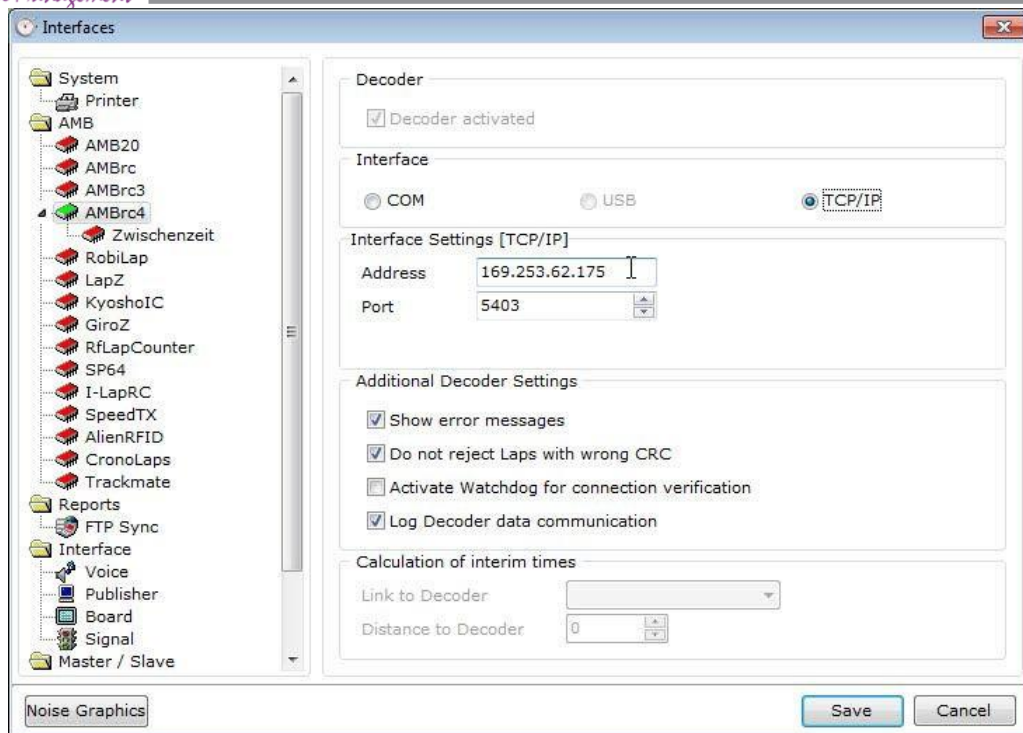 Management
Interfaces
System
Printer
AMB
AMB20
AMBrc
AMBrc3
AMBrc4
Zwischenzeit
RobiLap
LapZ
KyoshoIC
GiroZ
RfLapCounter
SP64
I-LapRC
SpeedTX
AlienRFID
CronoLaps
Trackmate
Reports
FTP Sync
Interface
Voice
Publisher
Board
Signal
Master / Slave
Decoder
Decoder activated
Interface
COM USB TCP/IP
Interface Settings [TCP/IP]
Address 169.253.62.175
Port 5403
Additional Decoder Settings
Show error messages
Do not reject Laps with wrong CRC
Activate Watchdog for connection verification
Log Decoder data communication
Calculation of interim times
Link to Decoder
Distance to Decoder 0
Noise Graphics Save Cancel